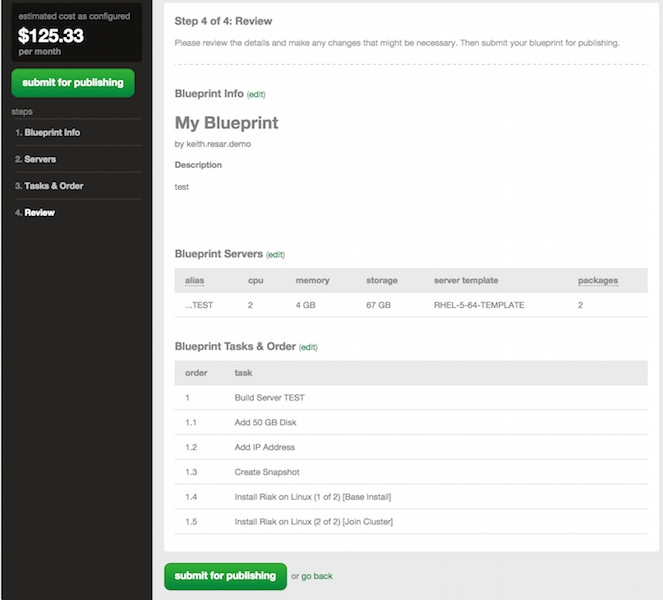 estimated cost as configured
$125.33
per month
submit for publishing
steps
1. Blueprint Info
2. Servers
3. Tasks & Order
4. Review
Step 4 of 4: Review
Please review the details and make any changes that might be necessary. Then submit your blueprint for publishing.
Blueprint Info (edit)
My Blueprint
by keith.resar.demo
Description
test
Blueprint Servers (edit)
alias cpu memory storage server template packages
...TEST 2 4 GB 67 GB RHEL-5-64-TEMPLATE 2
Blueprint Tasks & Order (edit)
order task
1 Build Server TEST
1.1 Add 50 GB Disk
1.2 Add IP Address
1.3 Create Snapshot
1.4 Install Riak on Linux (1 of 2) [Base Install]
1.5 Install Riak on Linux (2 of 2) [Join Cluster]
submit for publishing or go back